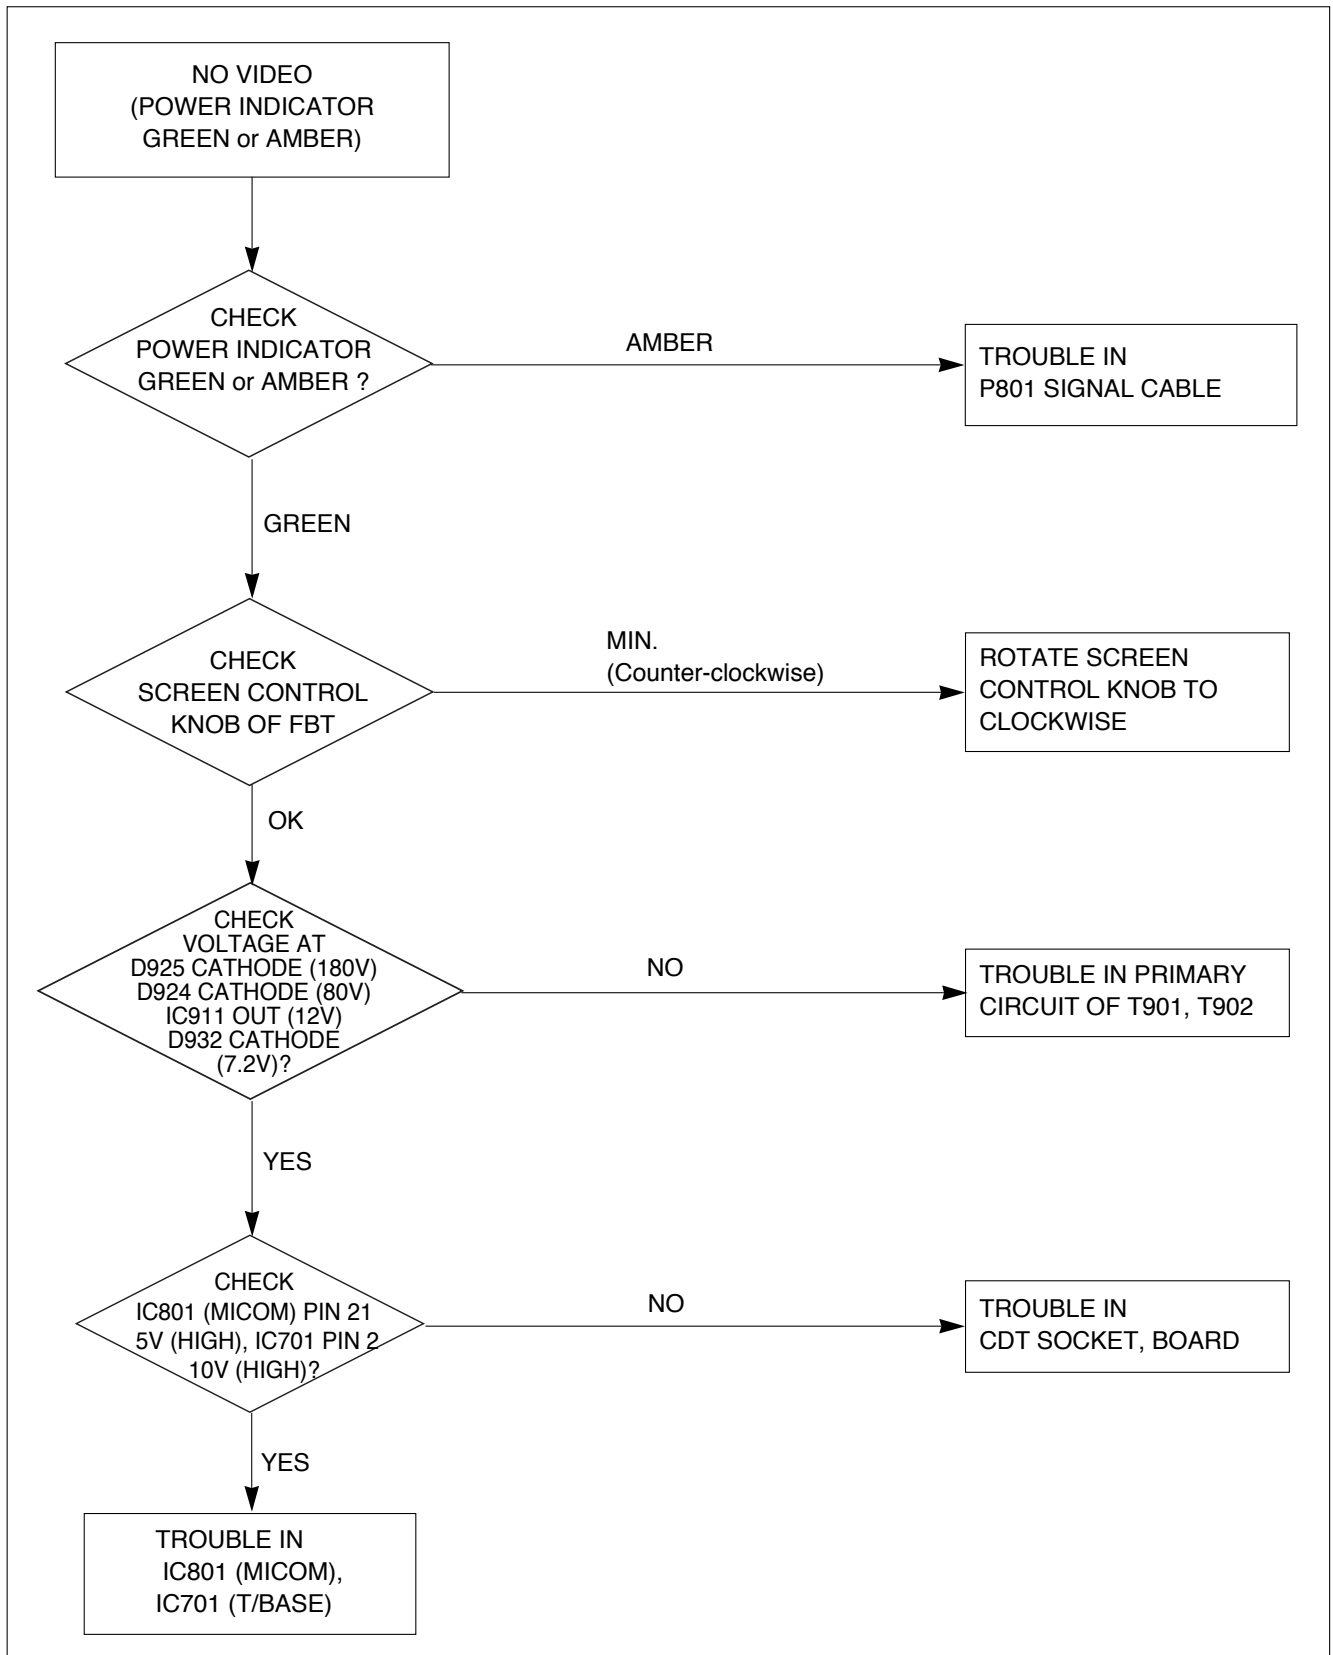 NO VIDEO
(POWER INDICATOR
GREEN or AMBER)
CHECK
POWER INDICATOR
GREEN or AMBER ?
AMBER
TROUBLE IN
P801 SIGNAL CABLE
GREEN
CHECK
SCREEN CONTROL
KNOB OF FBT
MIN.
(Counter-clockwise)
ROTATE SCREEN
CONTROL KNOB TO
CLOCKWISE
OK
CHECK
VOLTAGE AT
D925 CATHODE (180V)
D924 CATHODE (80V)
IC911 OUT (12V)
D932 CATHODE
(7.2V)?
NO
TROUBLE IN PRIMARY
CIRCUIT OF T901, T902
YES
CHECK
IC801 (MICOM) PIN 21
5V (HIGH), IC701 PIN 2
10V (HIGH)?
NO
TROUBLE IN
CDT SOCKET, BOARD
YES
TROUBLE IN
IC801 (MICOM),
IC701 (T/BASE)